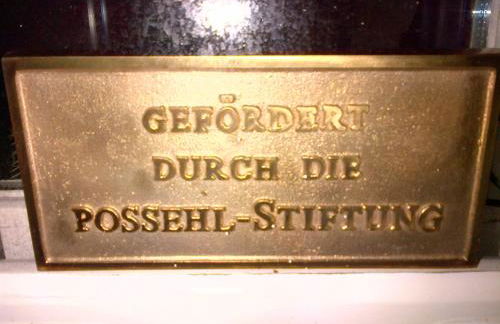 GEFÖRDERT
DURCH DIE
POSSEHL-STIFTUNG